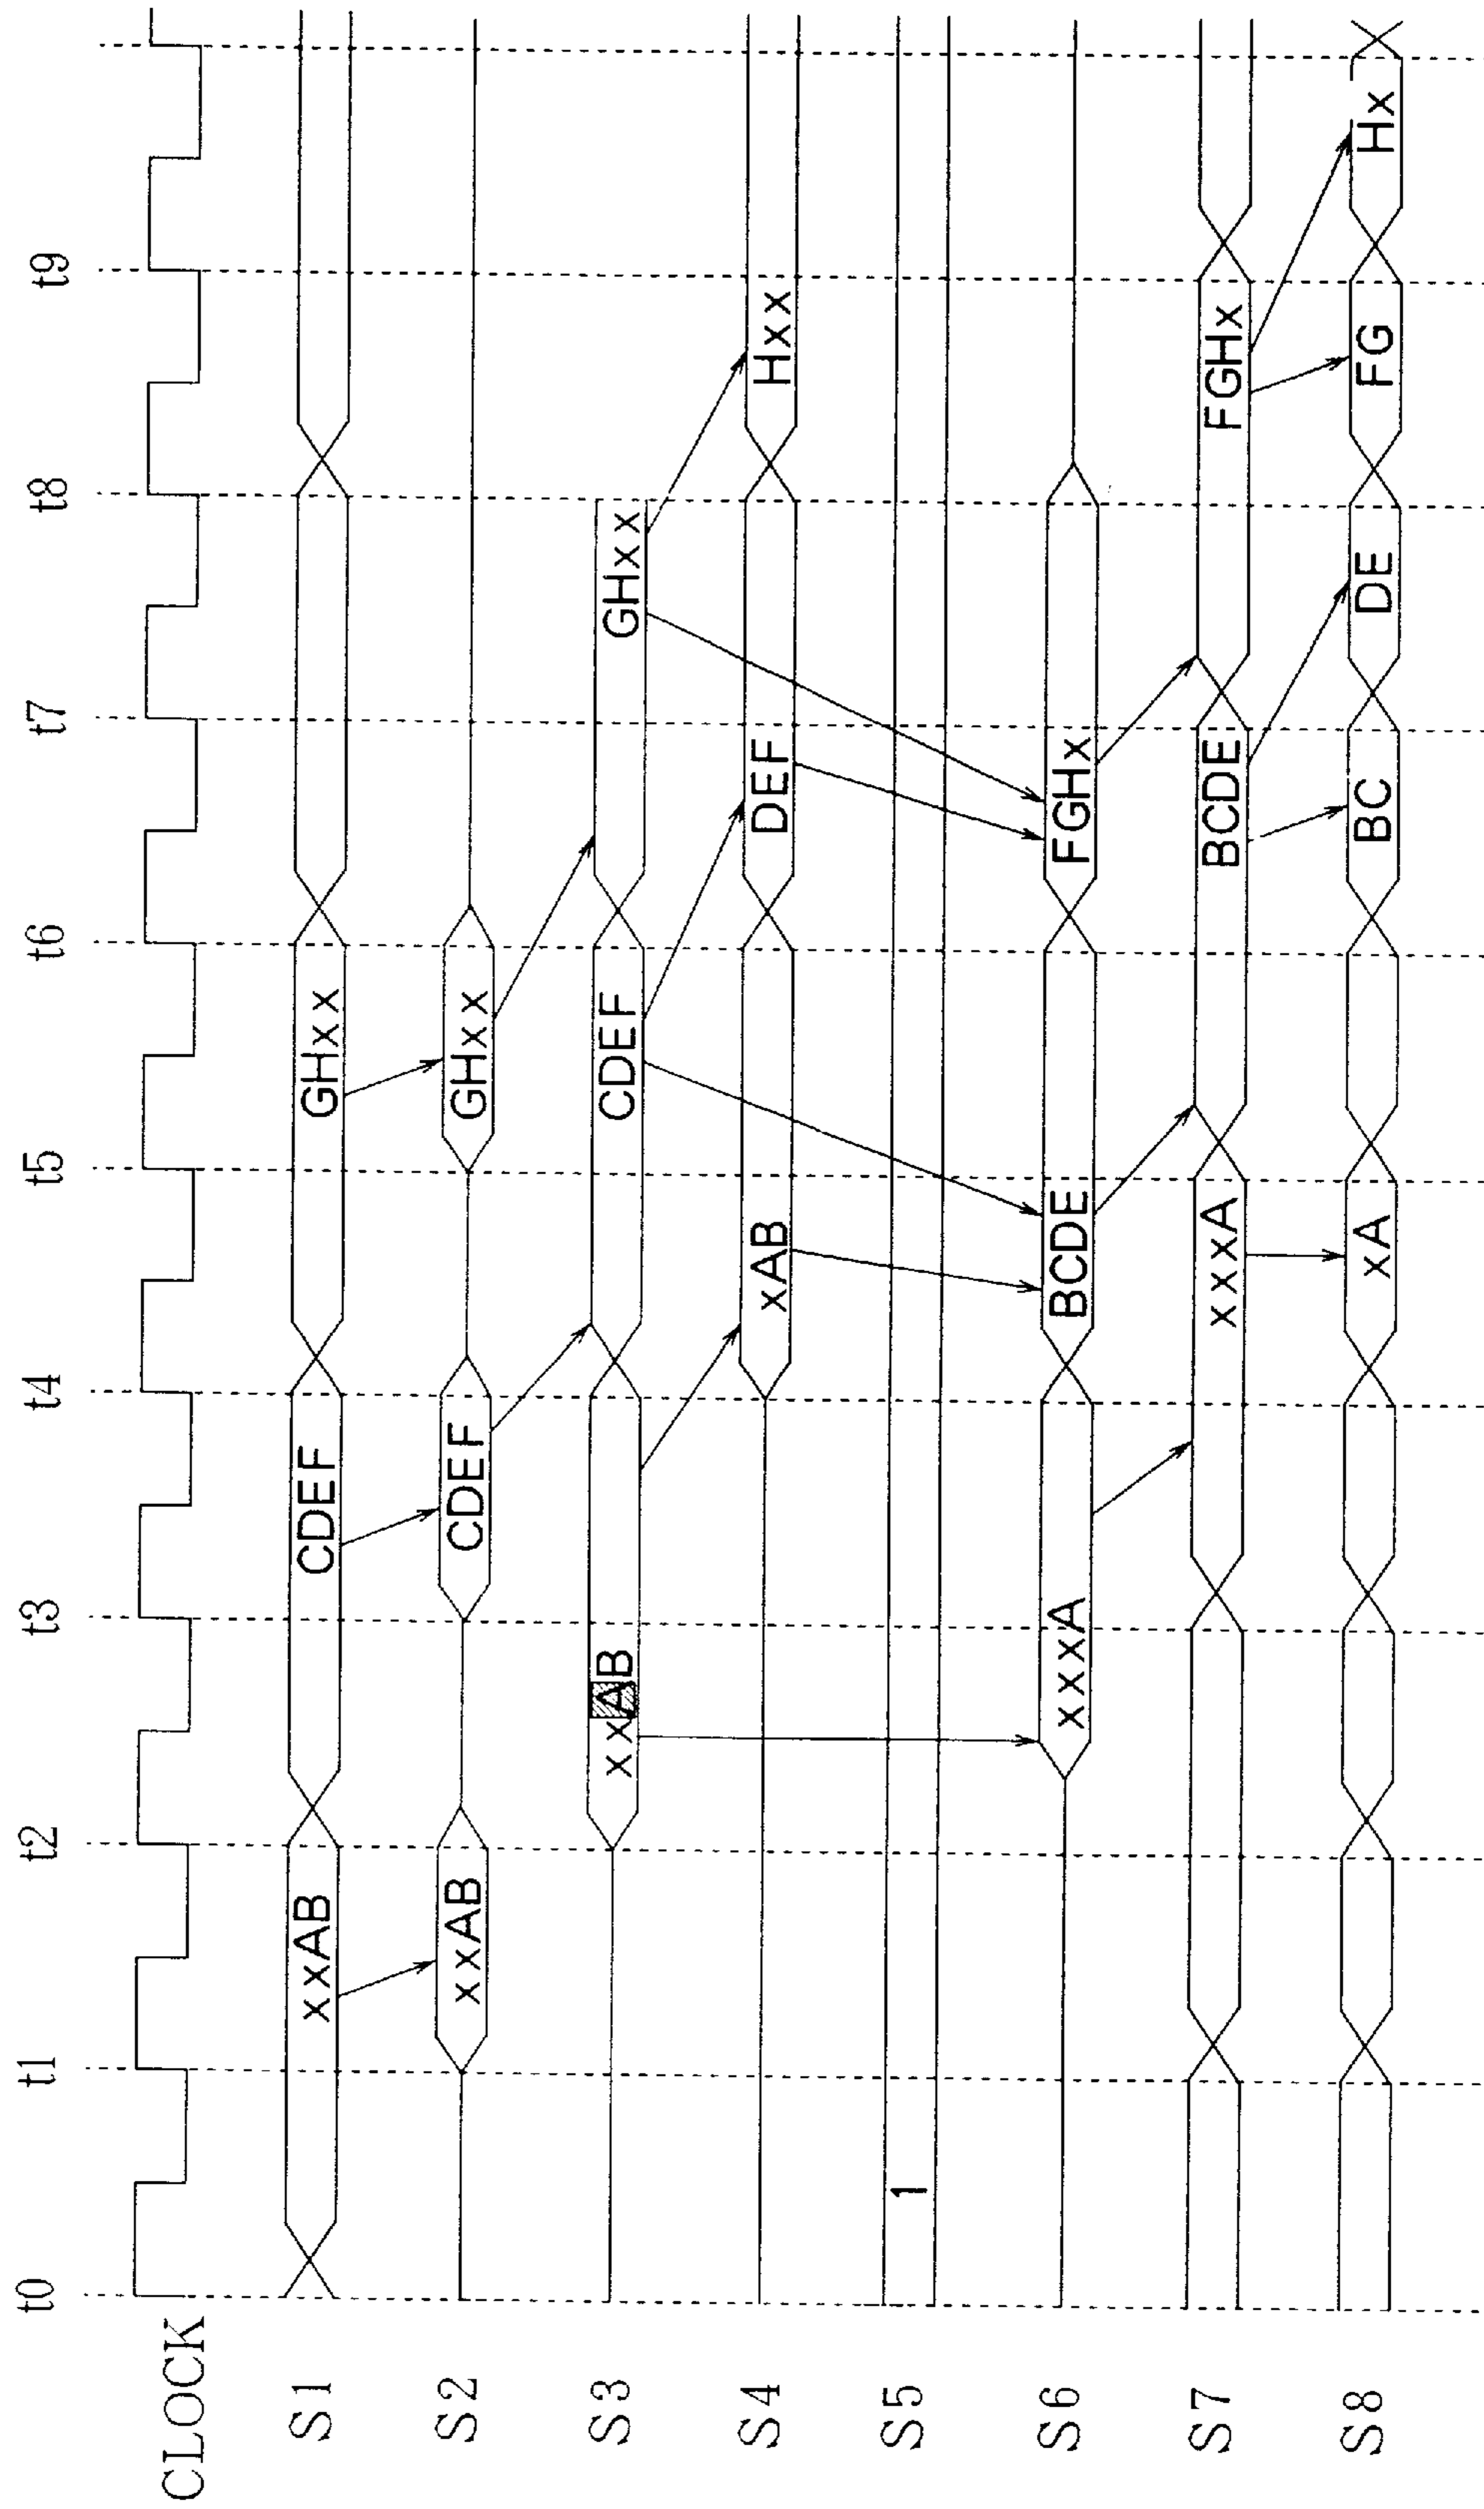 t0 t1 t2 t3 t4 t5 t6 t7 t8 t9
CLOCK
S1 xxAB CDEF GHxx
S2 xxAB CDEF GHxx
S3 xxAB CDEF GHxx
S4 xAB DEF Hxx
S5 1
S6 xxxA BCDE FGHx
S7 xxxA BCDE FGHx
S8 xA BC DE FG Hx